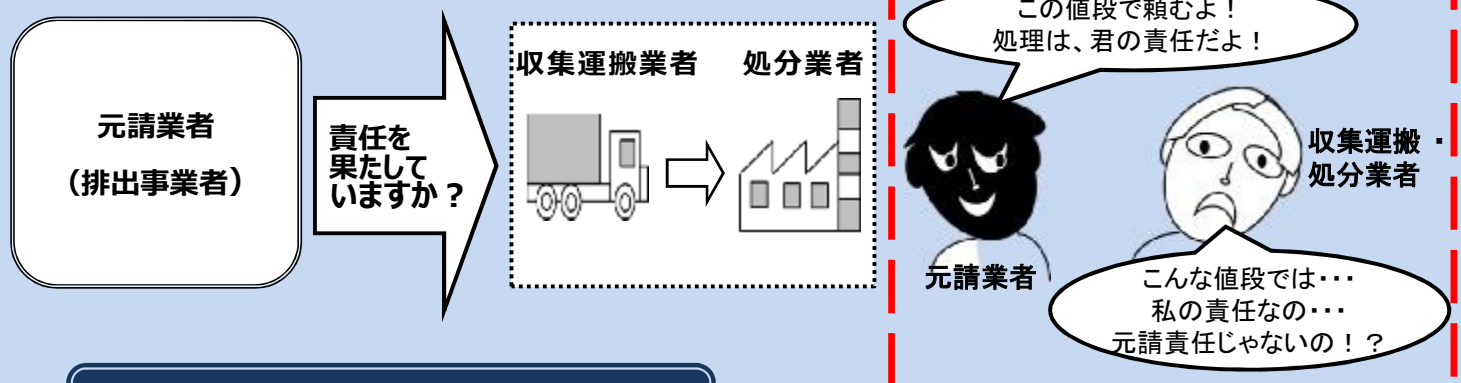 元請業者
（排出事業者）
責任を
果たして
いますか？
収集運搬業者
処分業者
この値段で頼むよ！
処理は、君の責任だよ！
元請業者
収集運搬・
処分業者
こんな値段では・・・
私の責任なの・・・
元請責任じゃないの！？